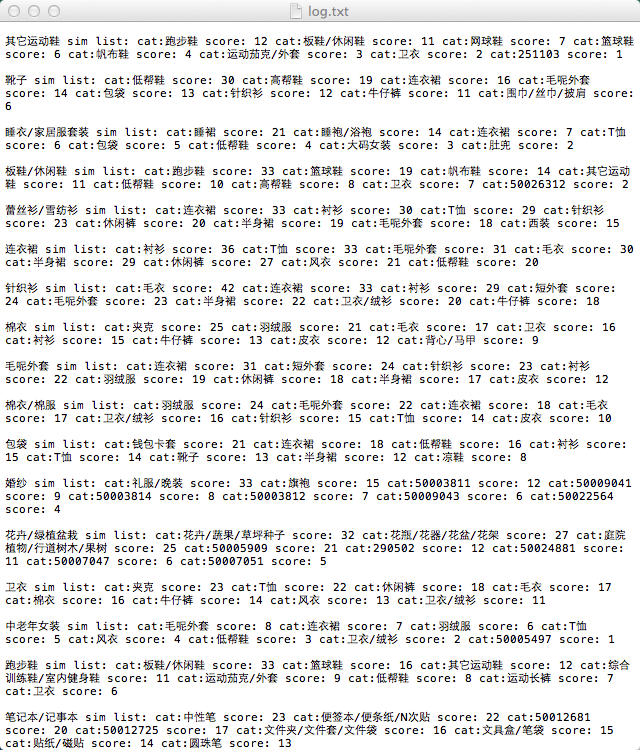 log.txt
其它运动鞋 sim list: cat:跑步鞋 score: 12 cat:板鞋/休闲鞋 score: 11 cat:网球鞋 score: 7 cat:篮球鞋
score: 6 cat:帆布鞋 score: 4 cat:运动茄克/外套 score: 3 cat:卫衣 score: 2 cat:251103 score: 1
靴子 sim list: cat:低帮鞋 score: 30 cat:高帮鞋 score: 19 cat:连衣裙 score: 16 cat:毛呢外套
score: 14 cat:包袋 score: 13 cat:针织衫 score: 12 cat:牛仔裤 score: 11 cat:围巾/丝巾/披肩 score:
6
睡衣/家居服套装 sim list: cat:睡裙 score: 21 cat:睡袍/浴袍 score: 14 cat:连衣裙 score: 7 cat:T恤
score: 6 cat:包袋 score: 5 cat:低帮鞋 score: 4 cat:大码女装 score: 3 cat:肚兜 score: 2
板鞋/休闲鞋 sim list: cat:跑步鞋 score: 33 cat:篮球鞋 score: 19 cat:帆布鞋 score: 14 cat:其它运动
鞋 score: 11 cat:低帮鞋 score: 10 cat:高帮鞋 score: 8 cat:卫衣 score: 7 cat:50026312 score: 2
蕾丝衫/雪纺衫 sim list: cat:连衣裙 score: 33 cat:衬衫 score: 30 cat:T恤 score: 29 cat:针织衫
score: 23 cat:休闲裤 score: 20 cat:半身裙 score: 19 cat:毛呢外套 score: 18 cat:西装 score: 15
连衣裙 sim list: cat:衬衫 score: 36 cat:T恤 score: 33 cat:毛呢外套 score: 31 cat:毛衣 score: 30
cat:半身裙 score: 29 cat:休闲裤 score: 27 cat:风衣 score: 21 cat:低帮鞋 score: 20
针织衫 sim list: cat:毛衣 score: 42 cat:连衣裙 score: 33 cat:衬衫 score: 29 cat:短外套 score:
24 cat:毛呢外套 score: 23 cat:半身裙 score: 22 cat:卫衣/绒衫 score: 20 cat:牛仔裤 score: 18
棉衣 sim list: cat:夹克 score: 25 cat:羽绒服 score: 21 cat:毛衣 score: 17 cat:卫衣 score: 16
cat:衬衫 score: 15 cat:牛仔裤 score: 13 cat:皮衣 score: 12 cat:背心/马甲 score: 9
毛呢外套 sim list: cat:连衣裙 score: 31 cat:短外套 score: 24 cat:针织衫 score: 23 cat:衬衫
score: 22 cat:羽绒服 score: 19 cat:休闲裤 score: 18 cat:半身裙 score: 17 cat:皮衣 score: 12
棉衣/棉服 sim list: cat:羽绒服 score: 24 cat:毛呢外套 score: 22 cat:连衣裙 score: 18 cat:毛衣
score: 17 cat:卫衣/绒衫 score: 16 cat:针织衫 score: 15 cat:T恤 score: 14 cat:皮衣 score: 10
包袋 sim list: cat:钱包卡套 score: 21 cat:连衣裙 score: 18 cat:低帮鞋 score: 16 cat:衬衫 score:
15 cat:T恤 score: 14 cat:靴子 score: 13 cat:半身裙 score: 12 cat:凉鞋 score: 8
婚纱 sim list: cat:礼服/晚装 score: 33 cat:旗袍 score: 15 cat:50003811 score: 12 cat:50009041
score: 9 cat:50003814 score: 8 cat:50003812 score: 7 cat:50009043 score: 6 cat:50022564
score: 4
花卉/绿植盆栽 sim list: cat:花卉/蔬果/草坪种子 score: 32 cat:花瓶/花器/花盆/花架 score: 27 cat:庭院
植物/行道树木/果树 score: 25 cat:50005909 score: 21 cat:290502 score: 12 cat:50024881 score:
11 cat:50007047 score: 6 cat:50007051 score: 5
卫衣 sim list: cat:夹克 score: 23 cat:T恤 score: 22 cat:休闲裤 score: 18 cat:毛衣 score: 17
cat:棉衣 score: 16 cat:牛仔裤 score: 14 cat:风衣 score: 13 cat:卫衣/绒衫 score: 11
中老年女装 sim list: cat:毛呢外套 score: 8 cat:连衣裙 score: 7 cat:羽绒服 score: 6 cat:T恤
score: 5 cat:风衣 score: 4 cat:低帮鞋 score: 3 cat:卫衣/绒衫 score: 2 cat:50005497 score: 1
跑步鞋 sim list: cat:板鞋/休闲鞋 score: 33 cat:篮球鞋 score: 16 cat:其它运动鞋 score: 12 cat:综合
训练鞋/室内健身鞋 score: 11 cat:运动茄克/外套 score: 9 cat:低帮鞋 score: 8 cat:运动长裤 score: 7
cat:卫衣 score: 6
笔记本/记事本 sim list: cat:中性笔 score: 23 cat:便签本/便条纸/N次贴 score: 22 cat:50012681
score: 20 cat:50012725 score: 17 cat:文件夹/文件套/文件袋 score: 16 cat:文具盒/笔袋 score: 15
cat:贴纸/磁贴 score: 14 cat:圆珠笔 score: 13